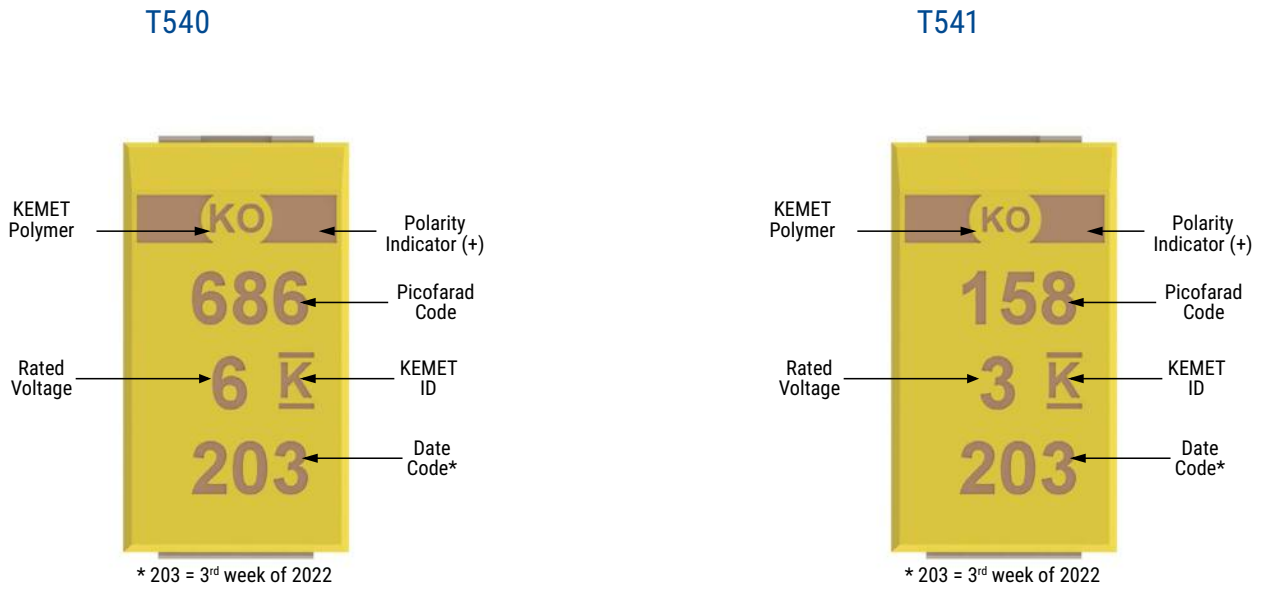 T540
KEMET
Polymer
KO
Polarity
Indicator (+)
686
Picofarad
Code
Rated
Voltage
6 K
KEMET
ID
203
Date
Code*
* 203 = 3rd week of 2022
T541
KEMET
Polymer
KO
Polarity
Indicator (+)
158
Picofarad
Code
Rated
Voltage
3 K
KEMET
ID
203
Date
Code*
* 203 = 3rd week of 2022